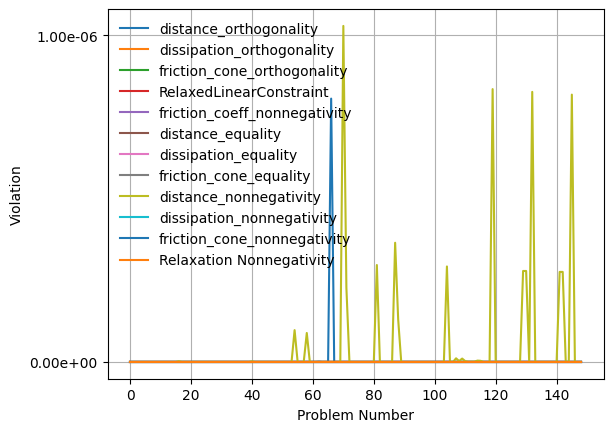 1.00e-06
distance_orthogonality
dissipation_orthogonality
friction_cone_orthogonality
RelaxedLinearConstraint
friction_coeff_nonnegativity
distance_equality
dissipation_equality
friction_cone_equality
distance_nonnegativity
dissipation_nonnegativity
friction_cone_nonnegativity
Relaxation Nonnegativity
Violation
0.00e+00
0 20 40 60 80 100 120 140
Problem Number